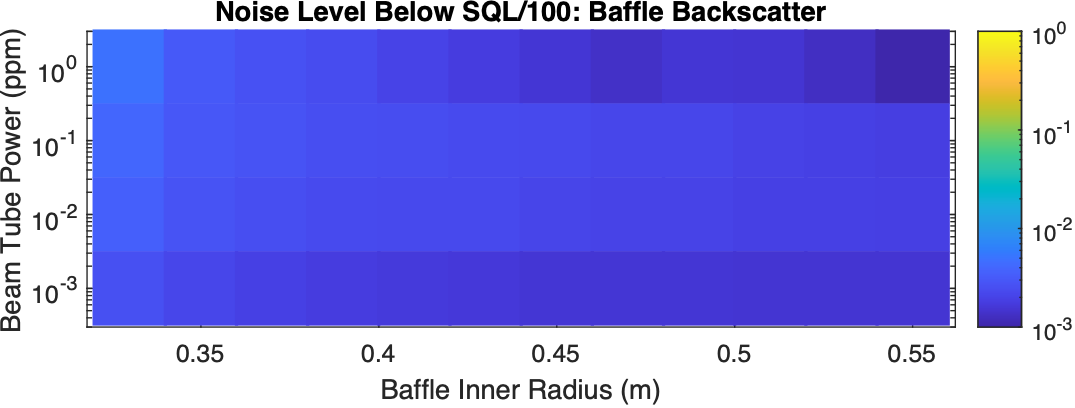 Noise Level Below SQL/100: Baffle Backscatter
Beam Tube Power (ppm)
10^0
10^-1
10^-2
10^-3
0.35 0.4 0.45 0.5 0.55
Baffle Inner Radius (m)
10^0
10^-1
10^-2
10^-3